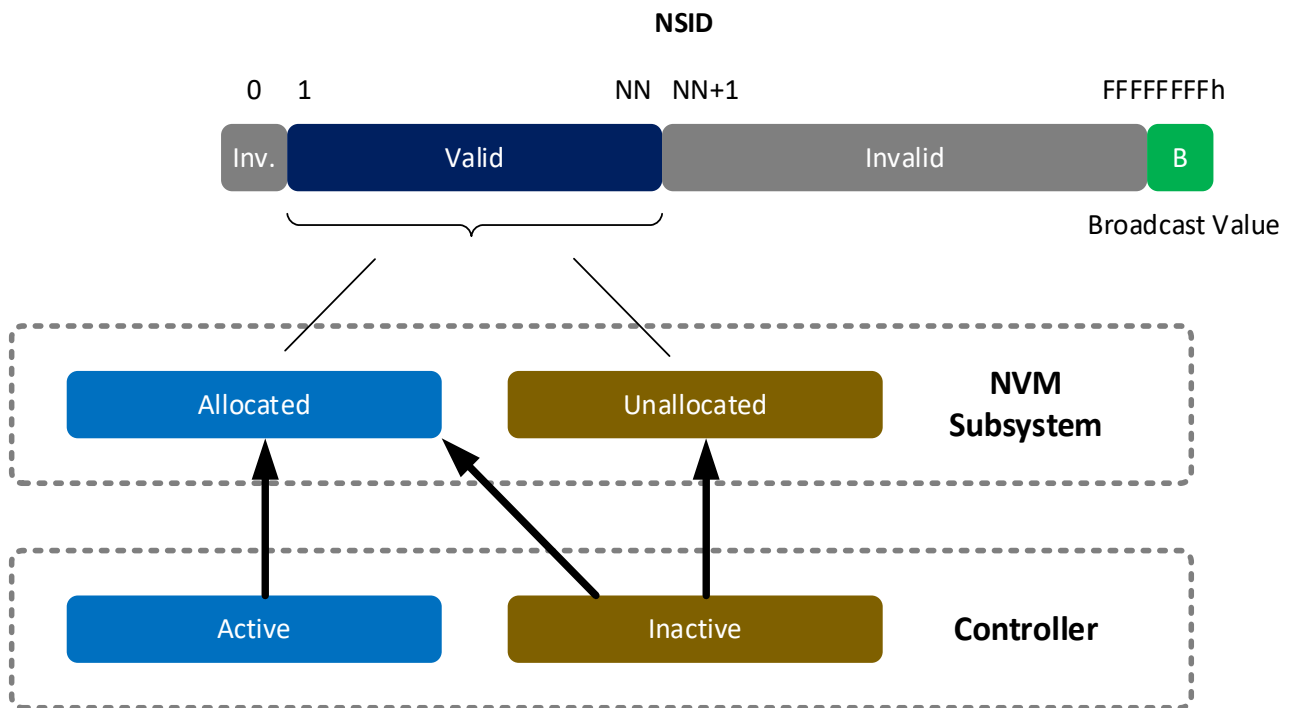 NSID
0 1 NN NN+1 FFFFFFFFh
Inv. Valid Invalid B
Broadcast Value
Allocated Unallocated NVM
Subsystem
Active Inactive Controller